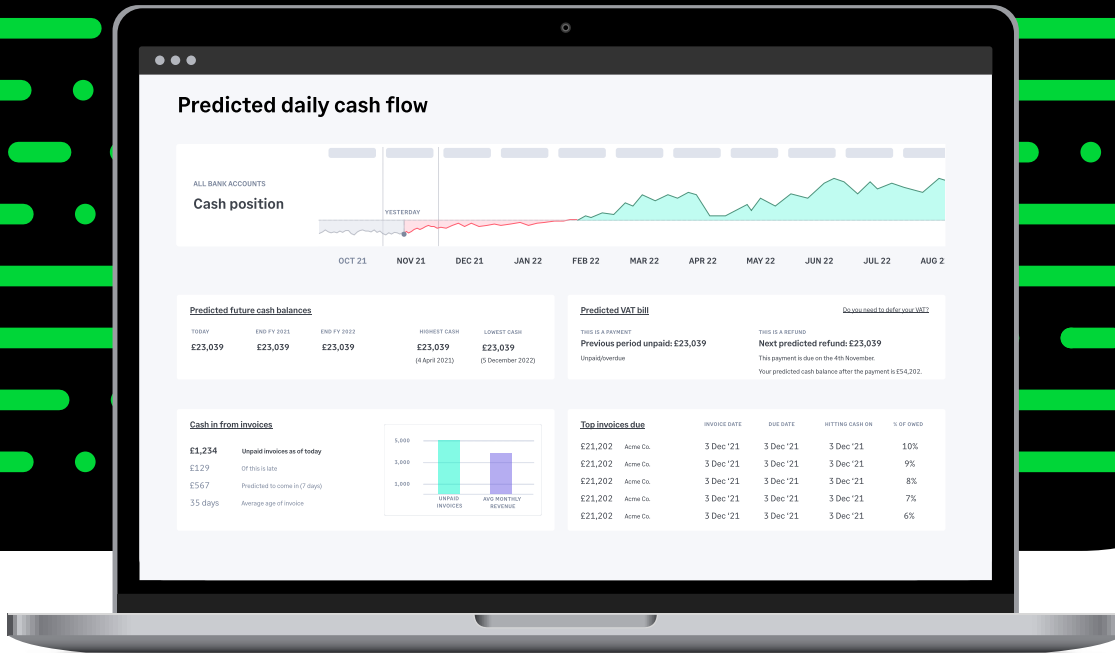 Predicted daily cash flow
ALL BANK ACCOUNTS
Cash position
YESTERDAY
OCT 21 NOV 21 DEC 21 JAN 22 FEB 22 MAR 22 APR 22 MAY 22 JUN 22 JUL 22 AUG 2
Predicted future cash balances
TODAY END FY 2021 END FY 2022 HIGHEST CASH LOWEST CASH
£23,039 £23,039 £23,039 £23,039 £23,039
(4 April 2021) (5 December 2022)
Predicted VAT bill Do you need to defer your VAT?
THIS IS A PAYMENT THIS IS A REFUND
Previous period unpaid: £23,039 Next predicted refund: £23,039
Unpaid/overdue This payment is due on the 4th November.
Your predicted cash balance after the payment is £54,202.
Cash in from invoices
£1,234 Unpaid invoices as of today
£129 Of this is late
£567 Predicted to come in (7 days)
35 days Average age of invoice
5,000
3,000
1,000
UNPAID INVOICES
AVG MONTHLY REVENUE
Top invoices due INVOICE DATE DUE DATE HITTING CASH ON % OF OWED
£21,202 Acme Co. 3 Dec '21 3 Dec '21 3 Dec '21 10%
£21,202 Acme Co. 3 Dec '21 3 Dec '21 3 Dec '21 9%
£21,202 Acme Co. 3 Dec '21 3 Dec '21 3 Dec '21 8%
£21,202 Acme Co. 3 Dec '21 3 Dec '21 3 Dec '21 7%
£21,202 Acme Co. 3 Dec '21 3 Dec '21 3 Dec '21 6%